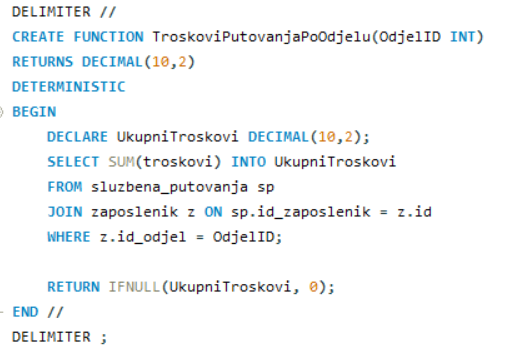 DELIMITER //
CREATE FUNCTION TroskoviPutovanjaPoOdjelu(OdjelID INT)
RETURNS DECIMAL(10,2)
DETERMINISTIC
BEGIN
    DECLARE UkupniTroskovi DECIMAL(10,2);
    SELECT SUM(troskovi) INTO UkupniTroskovi
    FROM sluzbena_putovanja sp
    JOIN zaposlenik z ON sp.id_zaposlenik = z.id
    WHERE z.id_odjel = OdjelID;

    RETURN IFNULL(UkupniTroskovi, 0);
END //
DELIMITER ;